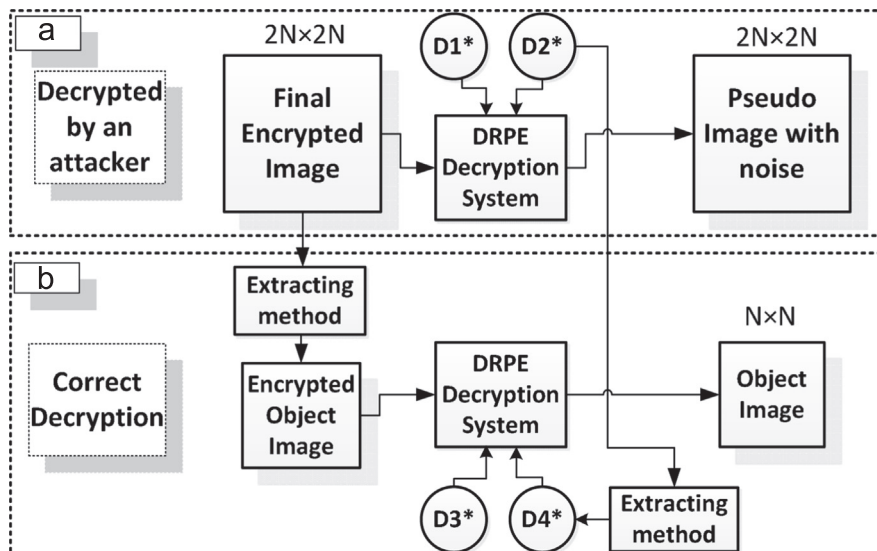 a
2N×2N
D1*
D2*
2N×2N
Decrypted
by an
attacker
Final
Encrypted
Image
DRPE
Decryption
System
Pseudo
Image with
noise
b
Extracting
method
N×N
Correct
Decryption
Encrypted
Object
Image
DRPE
Decryption
System
Object
Image
D3*
D4*
Extracting
method